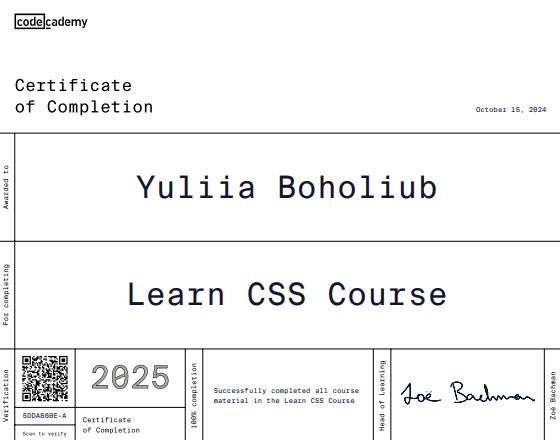 codecademy
Certificate
of Completion
October 15, 2024
Awarded to
Yuliia Boholiub
For completing
Learn CSS Course
Verification
5DDAB60E-A
Scan to verify
2025
Certificate
of Completion
100% completion
Successfully completed all course
material in the Learn CSS Course
Head of Learning
Zoë Bachman
Zoë Bachman